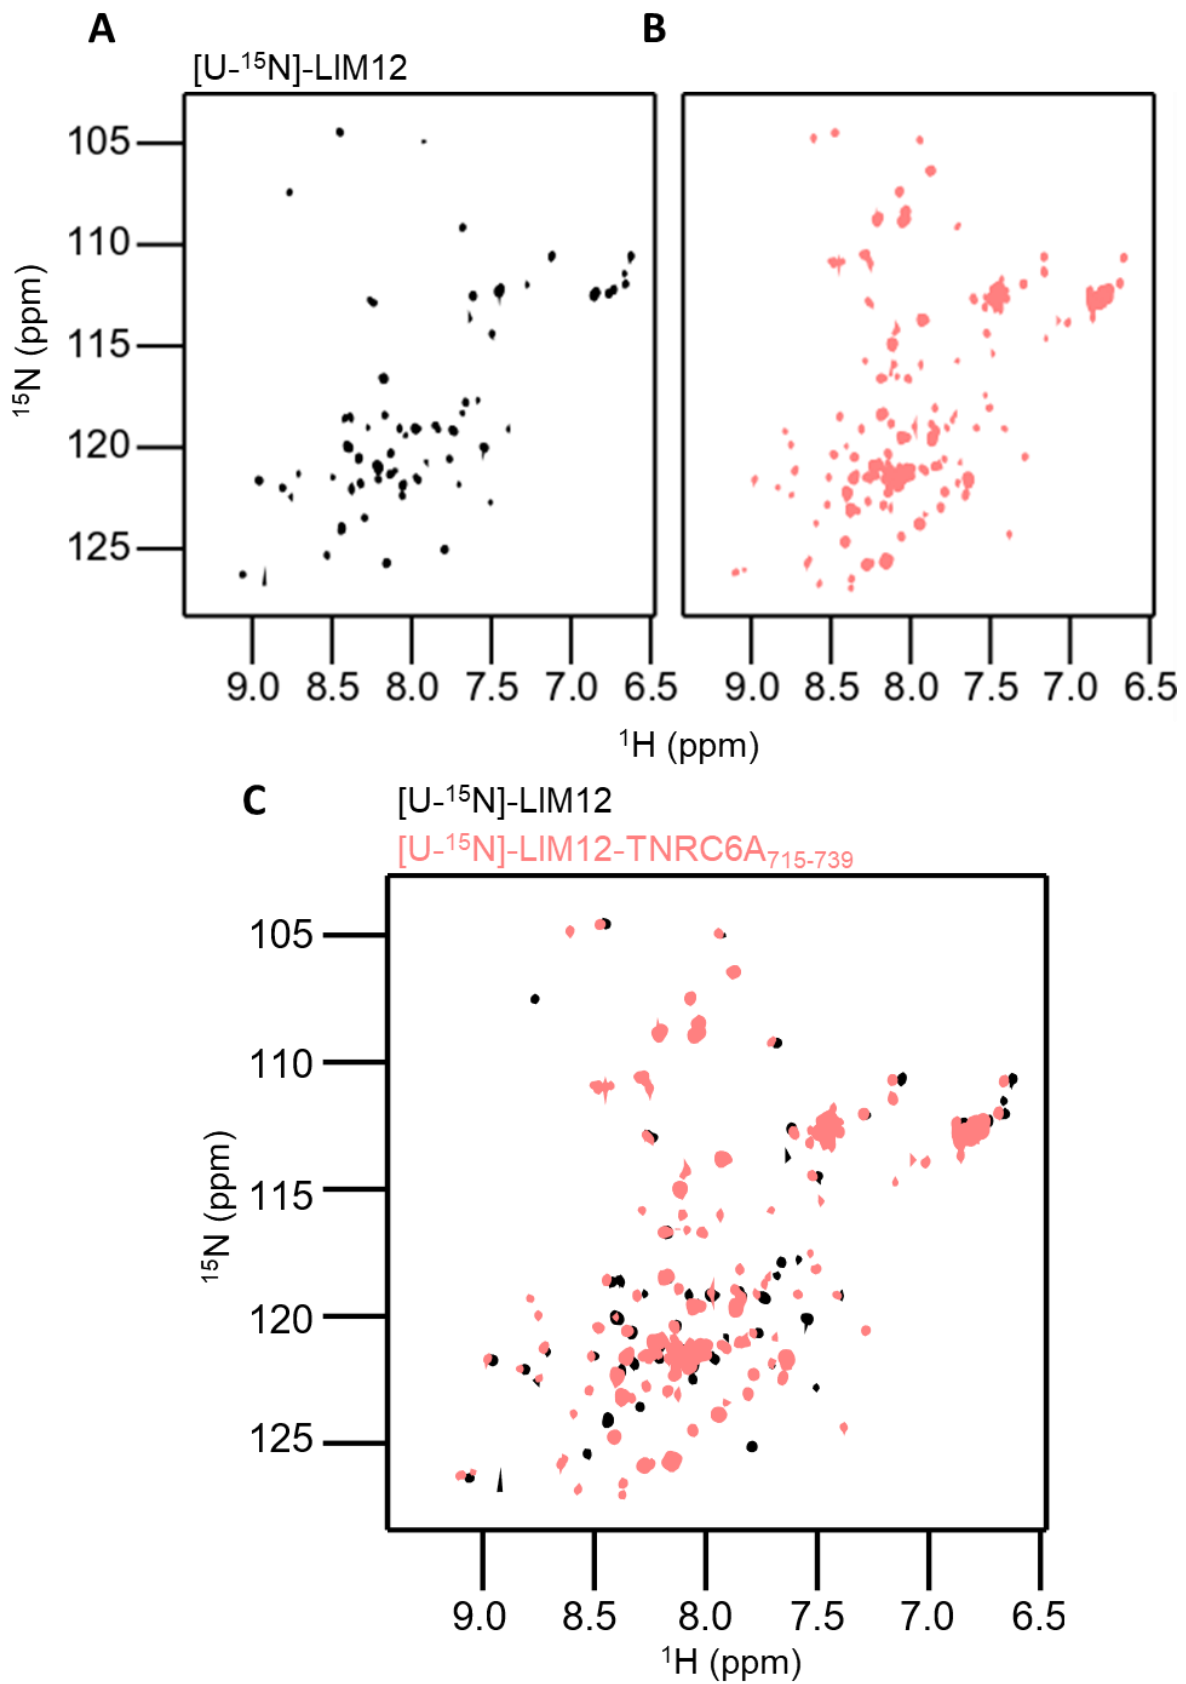 A
B
[U-¹⁵N]-LIM12
105
110
115
120
125
¹⁵N (ppm)
9.0 8.5 8.0 7.5 7.0 6.5
9.0 8.5 8.0 7.5 7.0 6.5
¹H (ppm)
C
[U-¹⁵N]-LIM12
[U-¹⁵N]-LIM12-TNRC6A₇₁₅₋₇₃₉
105
110
115
120
125
¹⁵N (ppm)
9.0 8.5 8.0 7.5 7.0 6.5
¹H (ppm)